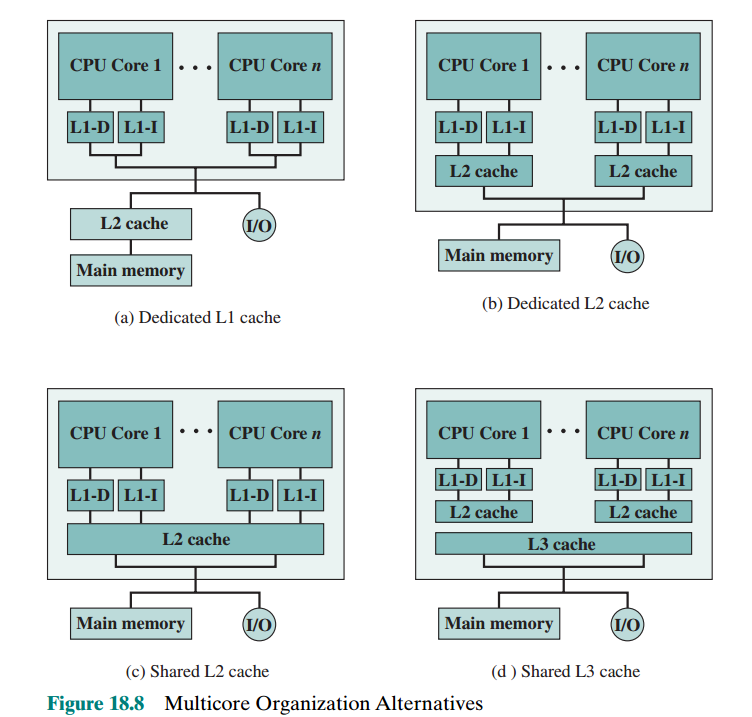 CPU Core 1 • • • CPU Core n
L1-D L1-I L1-D L1-I
L2 cache I/O
Main memory
(a) Dedicated L1 cache
CPU Core 1 • • • CPU Core n
L1-D L1-I L1-D L1-I
L2 cache L2 cache
Main memory I/O
(b) Dedicated L2 cache
CPU Core 1 • • • CPU Core n
L1-D L1-I L1-D L1-I
L2 cache
Main memory I/O
(c) Shared L2 cache
CPU Core 1 • • • CPU Core n
L1-D L1-I L1-D L1-I
L2 cache L2 cache
L3 cache
Main memory I/O
(d ) Shared L3 cache
Figure 18.8 Multicore Organization Alternatives